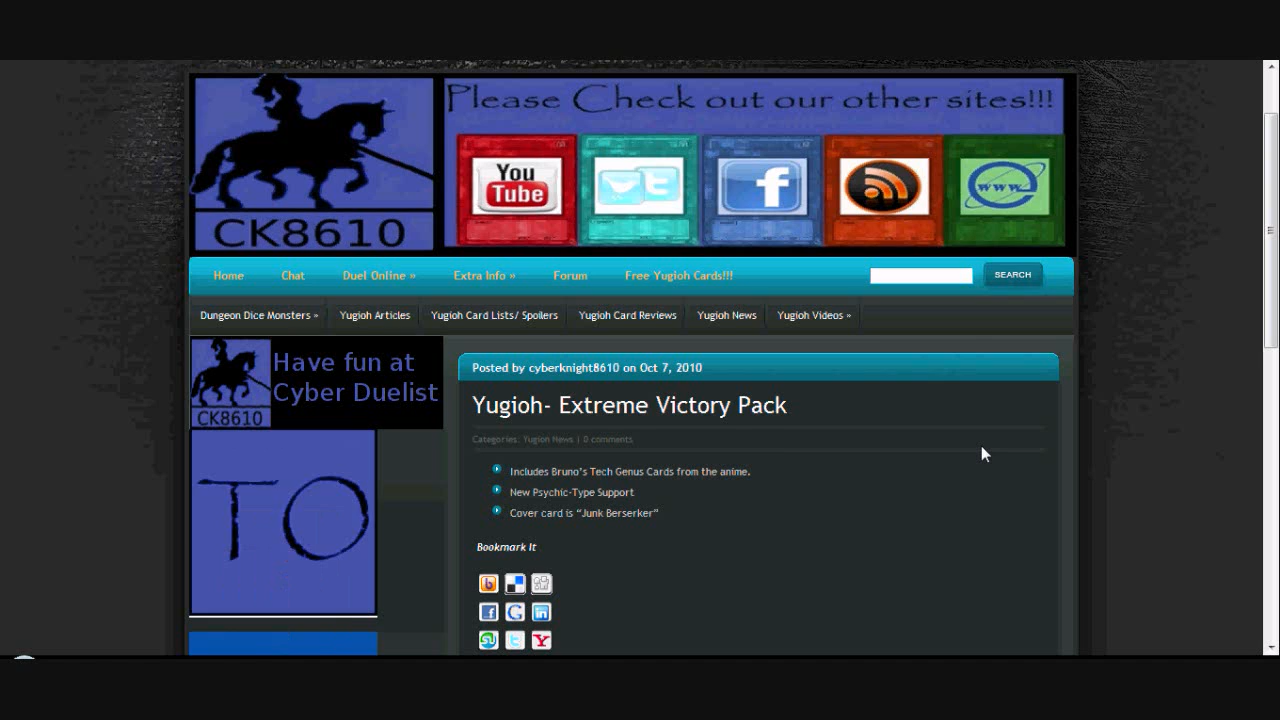 Please Check out our other sites!!!
You
Tube
www
CK8610
Home Chat Duel Online » Extra Info » Forum Free Yugioh Cards!!! SEARCH
Dungeon Dice Monsters » Yugioh Articles Yugioh Card Lists/ Spoilers Yugioh Card Reviews Yugioh News Yugioh Videos »
Have fun at
Cyber Duelist
CK8610
TO
Posted by cyberknight8610 on Oct 7, 2010
Yugioh- Extreme Victory Pack
Categories: Yugioh News | 0 comments
Includes Bruno's Tech Genus Cards from the anime.
New Psychic-Type Support
Cover card is “Junk Berserker”
Bookmark It